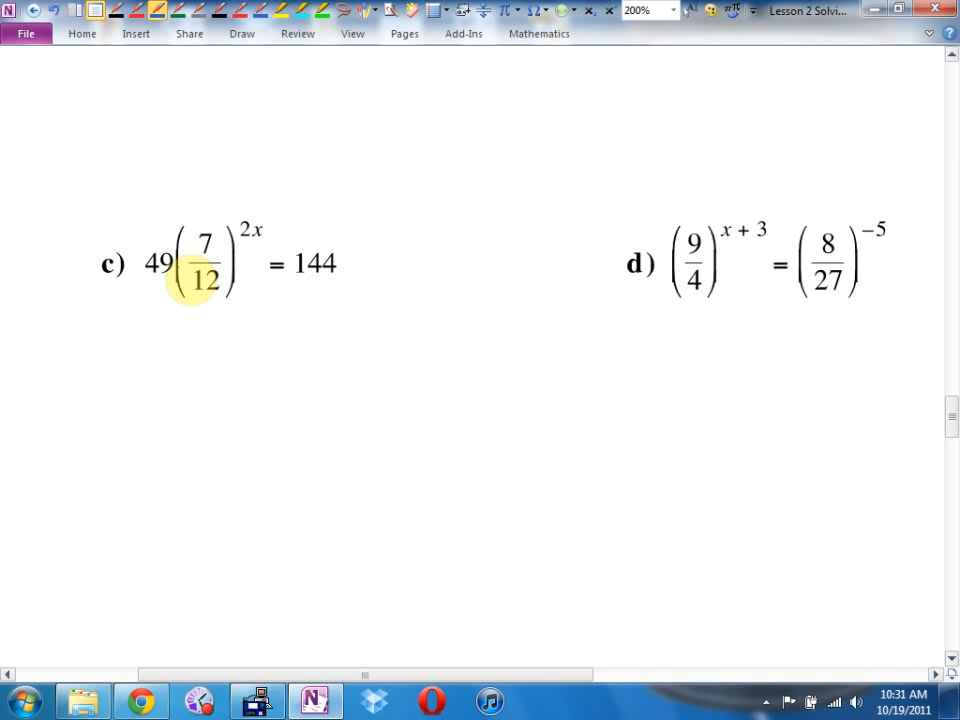 200% Lesson 2 Solvi...
File Home Insert Share Draw Review View Pages Add-Ins Mathematics
c) 49(7/12)^2x = 144
d) (9/4)^x + 3 = (8/27)^−5
10:31 AM
10/19/2011